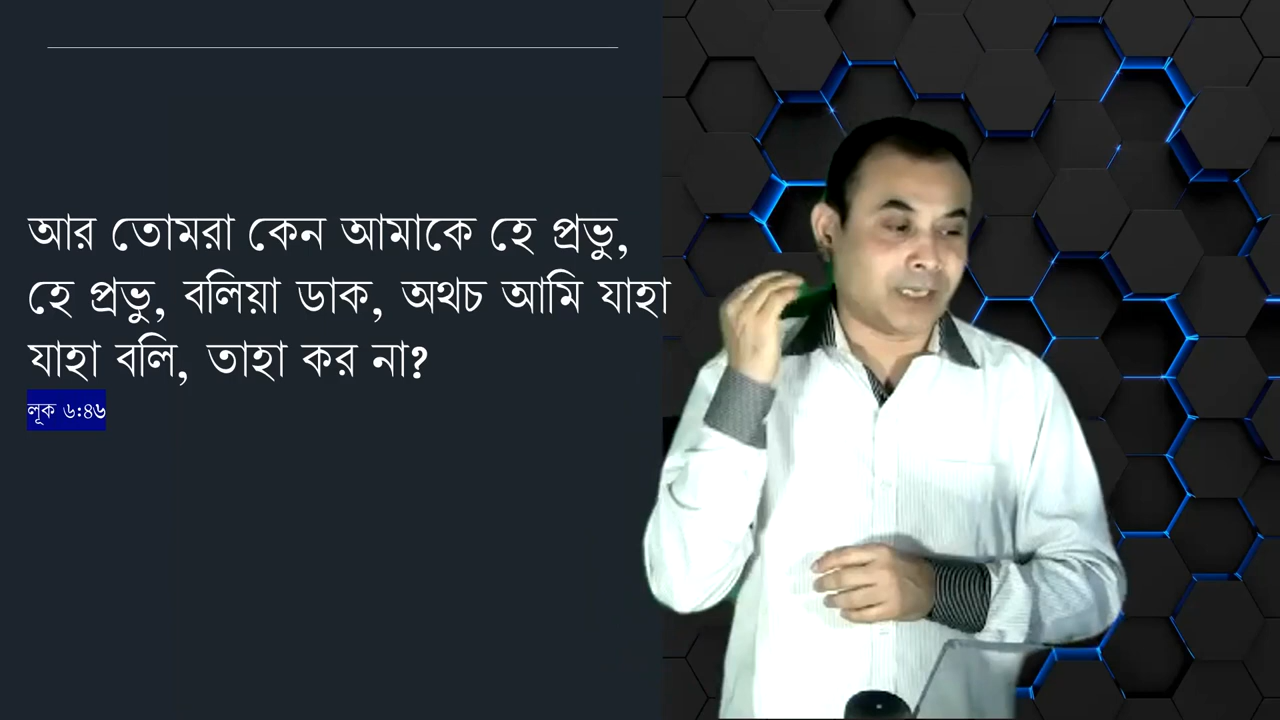 আর তোমরা কেন আমাকে হে প্রভু,
হে প্রভু, বলিয়া ডাক, অথচ আমি যাহা
যাহা বলি, তাহা কর না?
লূক ৬:৪৬